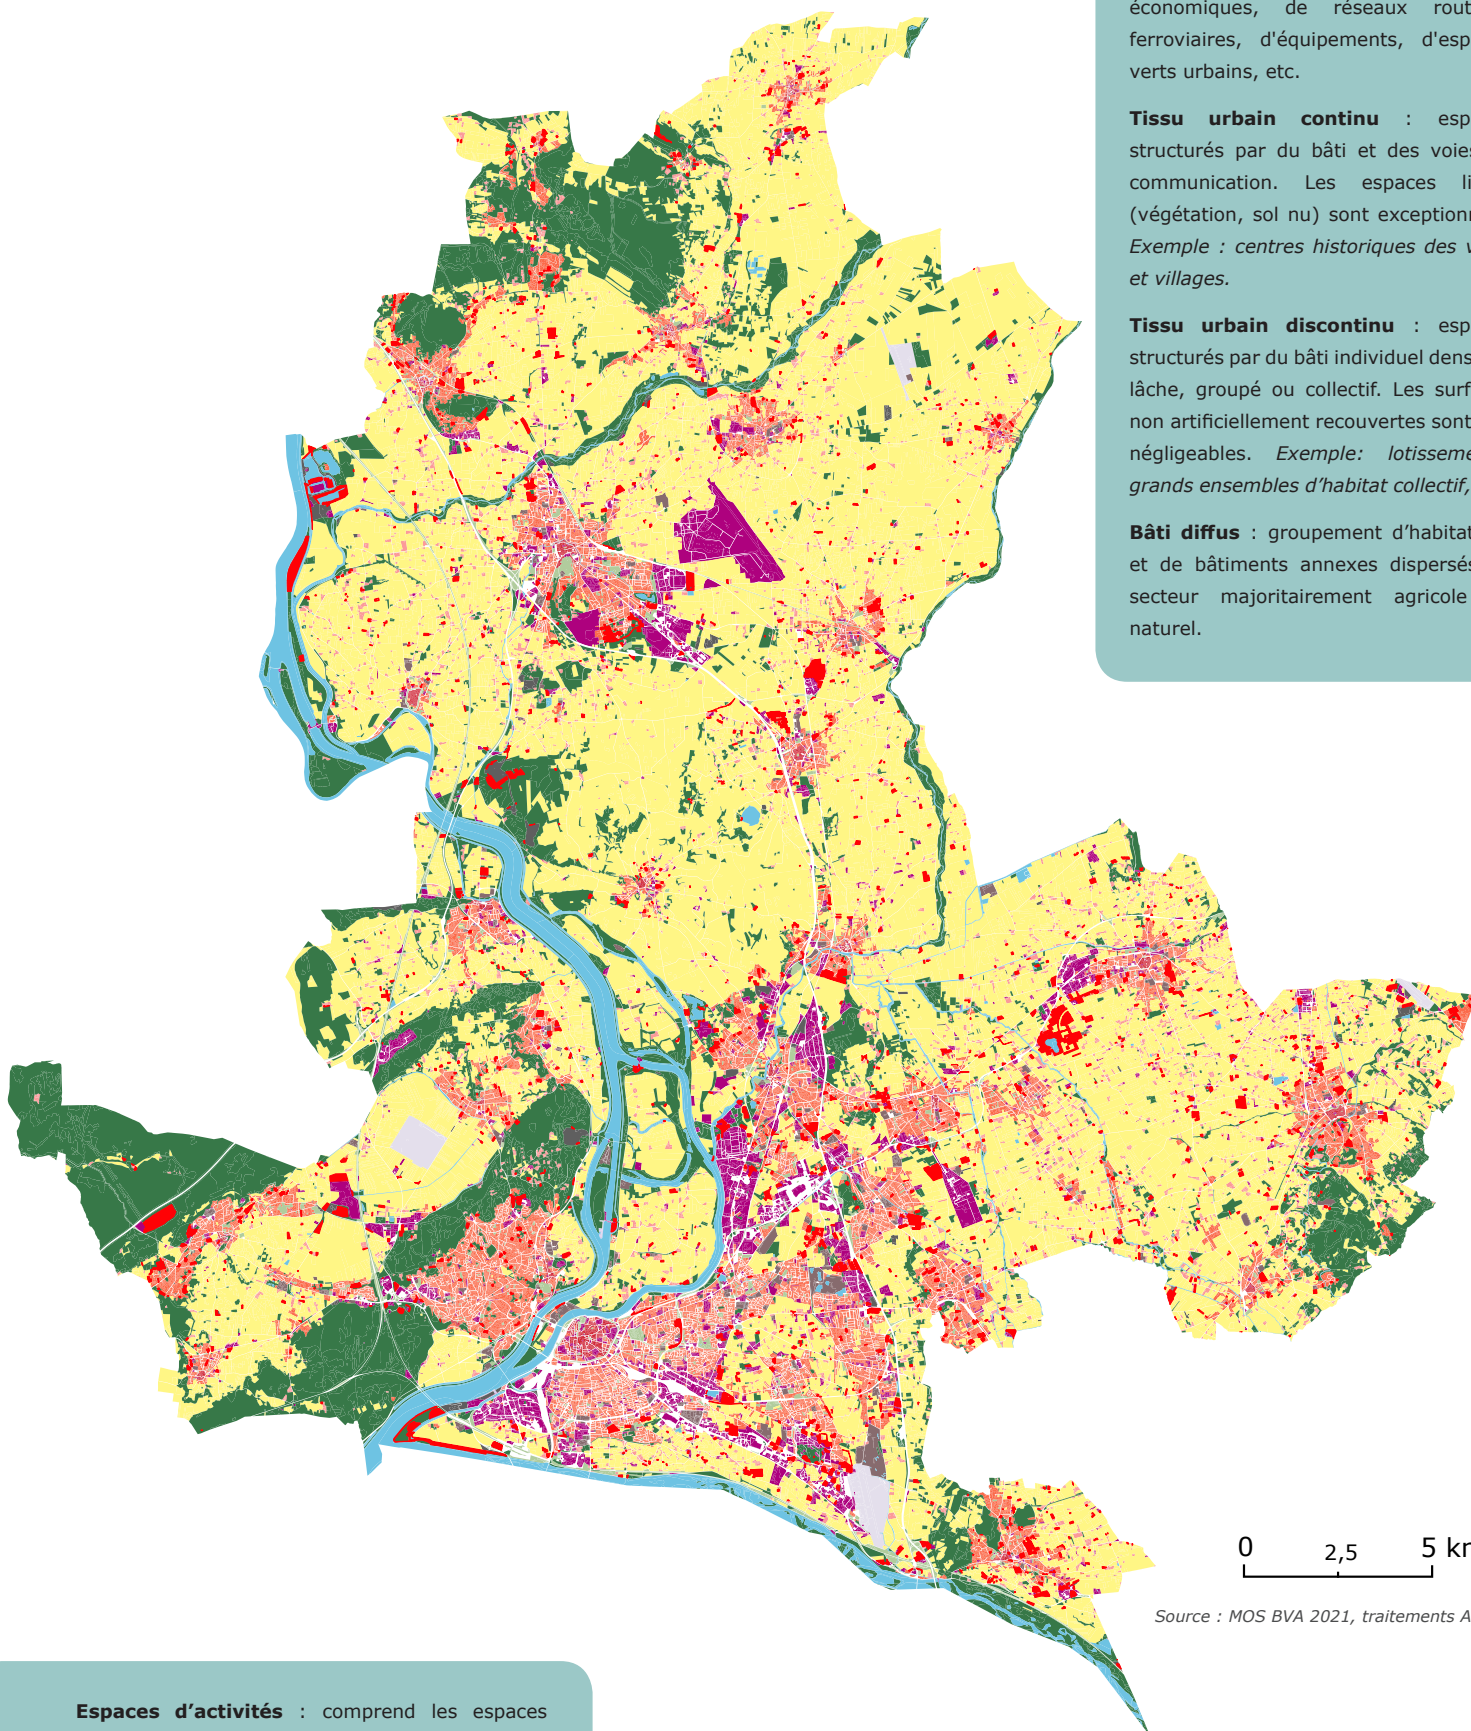 économiques, de réseaux
ferroviaires, d'équipements,
verts urbains, etc.
Tissu urbain continu :
structurés par du bâti et des voies
communication. Les espaces
(végétation, sol nu) sont
Exemple : centres historiques des
et villages.
Tissu urbain discontinu :
structurés par du bâti individuel
lâche, groupé ou collectif. Les
non artificiellement recouvertes sont
négligeables. Exemple:
grands ensembles d’habitat collectif,
Bâti diffus : groupement
et de bâtiments annexes
secteur majoritairement agricole
naturel.
0 2,5 5 km
Source : MOS BVA 2021, traitements
Espaces d’activités : comprend les espaces